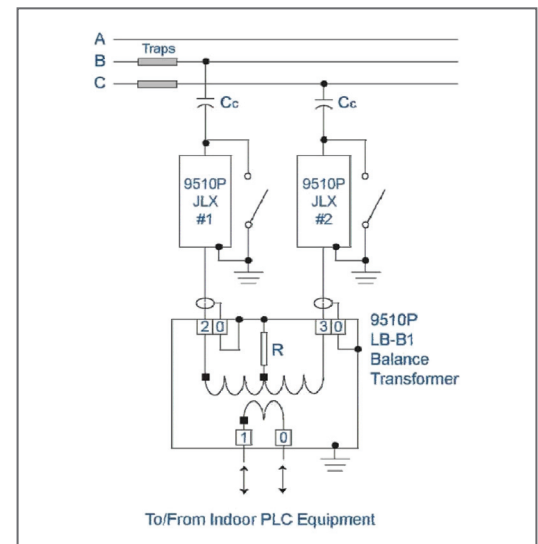 A
Traps
B
C
Cc
Cc
9510P
JLX
#1
9510P
JLX
#2
2 0
3 0
9510P
LB-B1
Balance
Transformer
R
1
0
To/From Indoor PLC Equipment